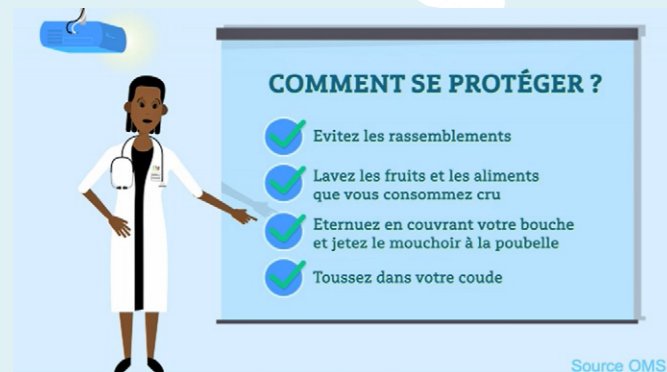 COMMENT SE PROTÉGER ?
Evitez les rassemblements
Lavez les fruits et les aliments
que vous consommez cru
Eternuez en couvrant votre bouche
et jetez le mouchoir à la poubelle
Toussez dans votre coude
Source OMS